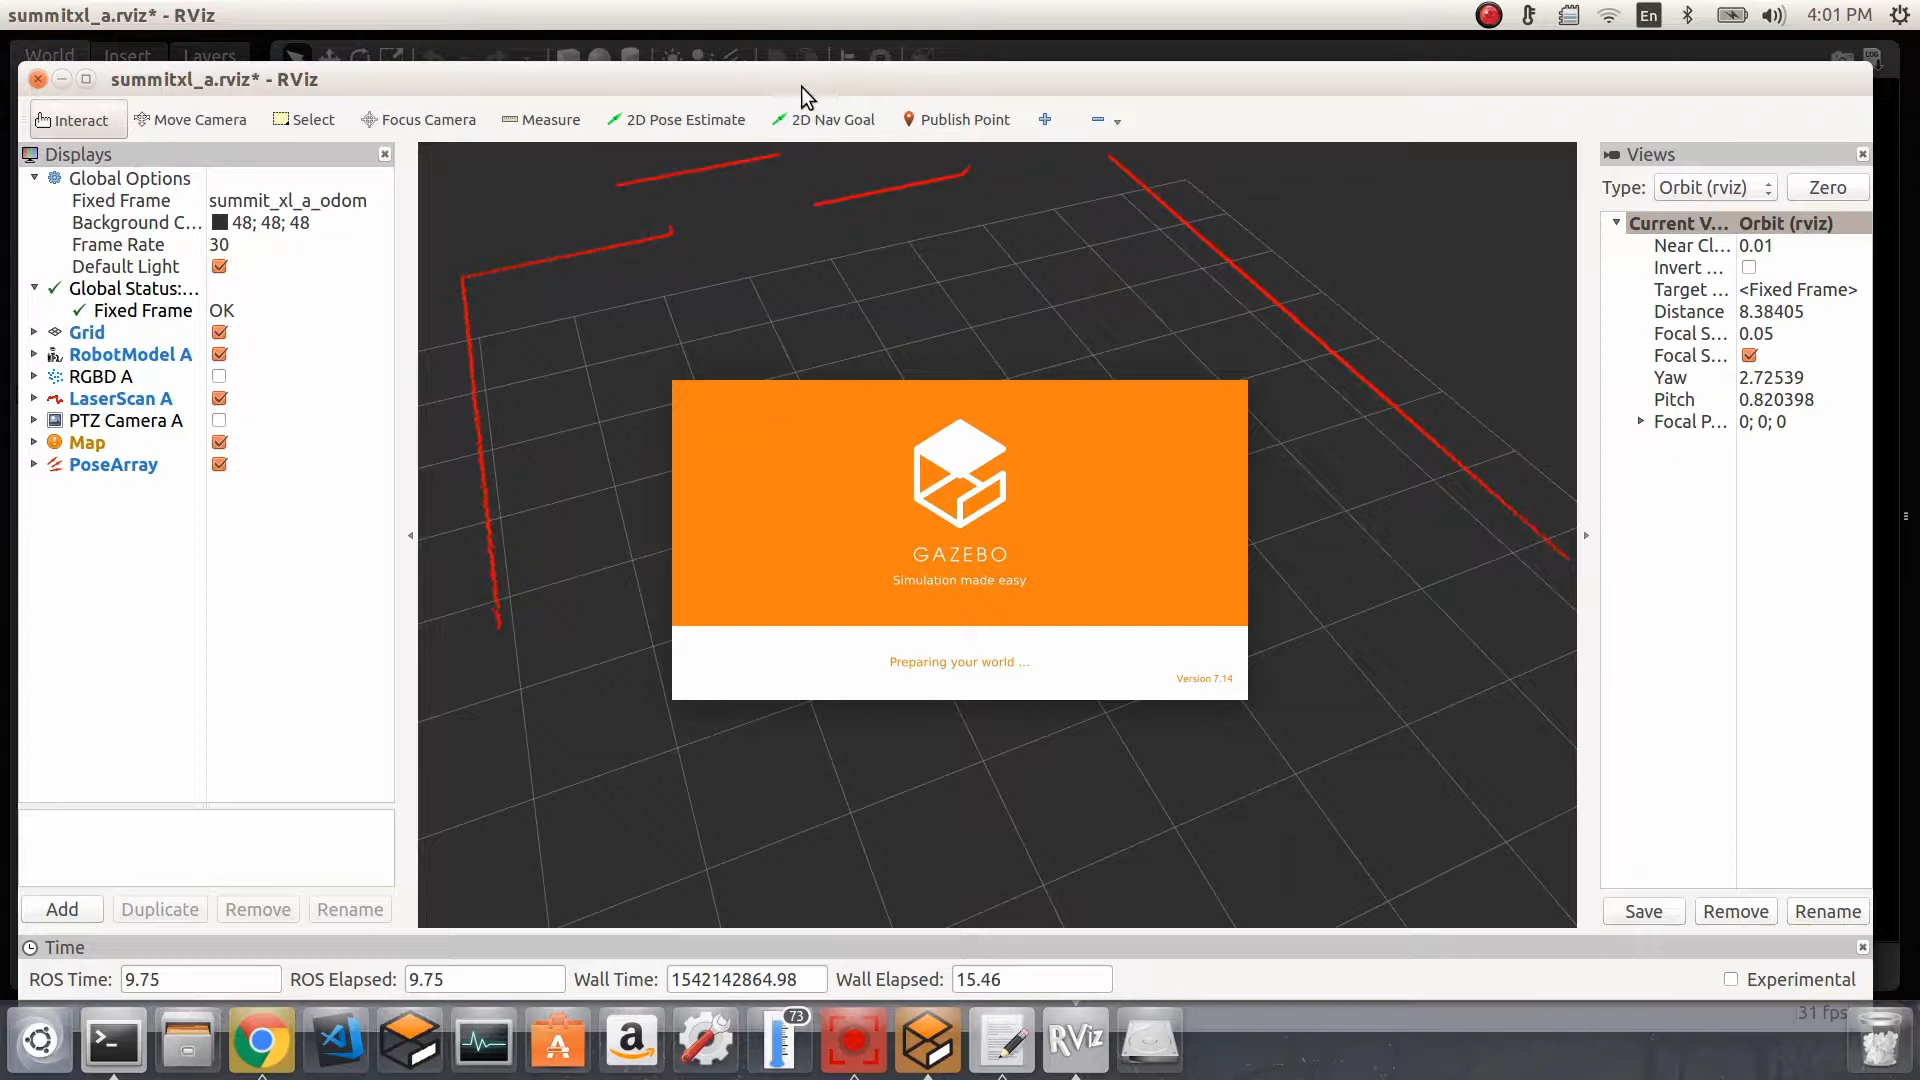 summitxl_a.rviz* - RViz
En
4:01 PM
World Insert Layers
summitxl_a.rviz* - RViz
Interact Move Camera Select Focus Camera Measure 2D Pose Estimate 2D Nav Goal Publish Point
Displays
Global Options
Fixed Frame summit_xl_a_odom
Background C... 48; 48; 48
Frame Rate 30
Default Light
Global Status:...
Fixed Frame OK
Grid
RobotModel A
RGBD A
LaserScan A
PTZ Camera A
Map
PoseArray
Add Duplicate Remove Rename
GAZEBO
Simulation made easy
Preparing your world ...
Version 7.14
Views
Type: Orbit (rviz) Zero
Current V... Orbit (rviz)
Near Cl... 0.01
Invert ...
Target ... <Fixed Frame>
Distance 8.38405
Focal S... 0.05
Focal S...
Yaw 2.72539
Pitch 0.820398
Focal P... 0; 0; 0
Save Remove Rename
Time
ROS Time: 9.75 ROS Elapsed: 9.75 Wall Time: 1542142864.98 Wall Elapsed: 15.46 Experimental
31 fps
73
RViz